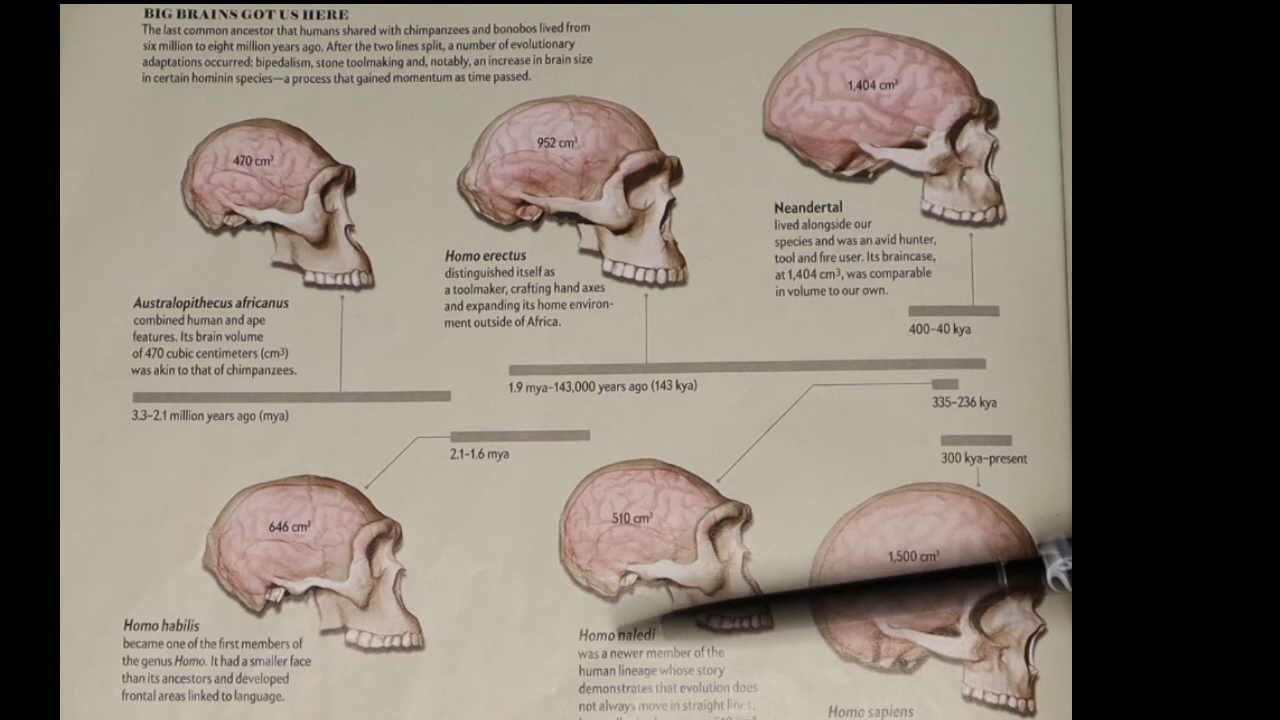 BIG BRAINS GOT US HERE
The last common ancestor that humans shared with chimpanzees and bonobos lived from
six million to eight million years ago. After the two lines split, a number of evolutionary
adaptations occurred: bipedalism, stone toolmaking and, notably, an increase in brain size
in certain hominin species—a process that gained momentum as time passed.
470 cm³
Australopithecus africanus
combined human and ape
features. Its brain volume
of 470 cubic centimeters (cm³)
was akin to that of chimpanzees.
3.3–2.1 million years ago (mya)
952 cm³
Homo erectus
distinguished itself as
a toolmaker, crafting hand axes
and expanding its home environ-
ment outside of Africa.
1.9 mya–143,000 years ago (143 kya)
1,404 cm³
Neandertal
lived alongside our
species and was an avid hunter,
tool and fire user. Its braincase,
at 1,404 cm³, was comparable
in volume to our own.
400–40 kya
2.1–1.6 mya
646 cm³
Homo habilis
became one of the first members of
the genus Homo. It had a smaller face
than its ancestors and developed
frontal areas linked to language.
335–236 kya
510 cm³
Homo naledi
was a newer member of the
human lineage whose story
demonstrates that evolution does
not always move in straight lines.
300 kya–present
1,500 cm³
Homo sapiens